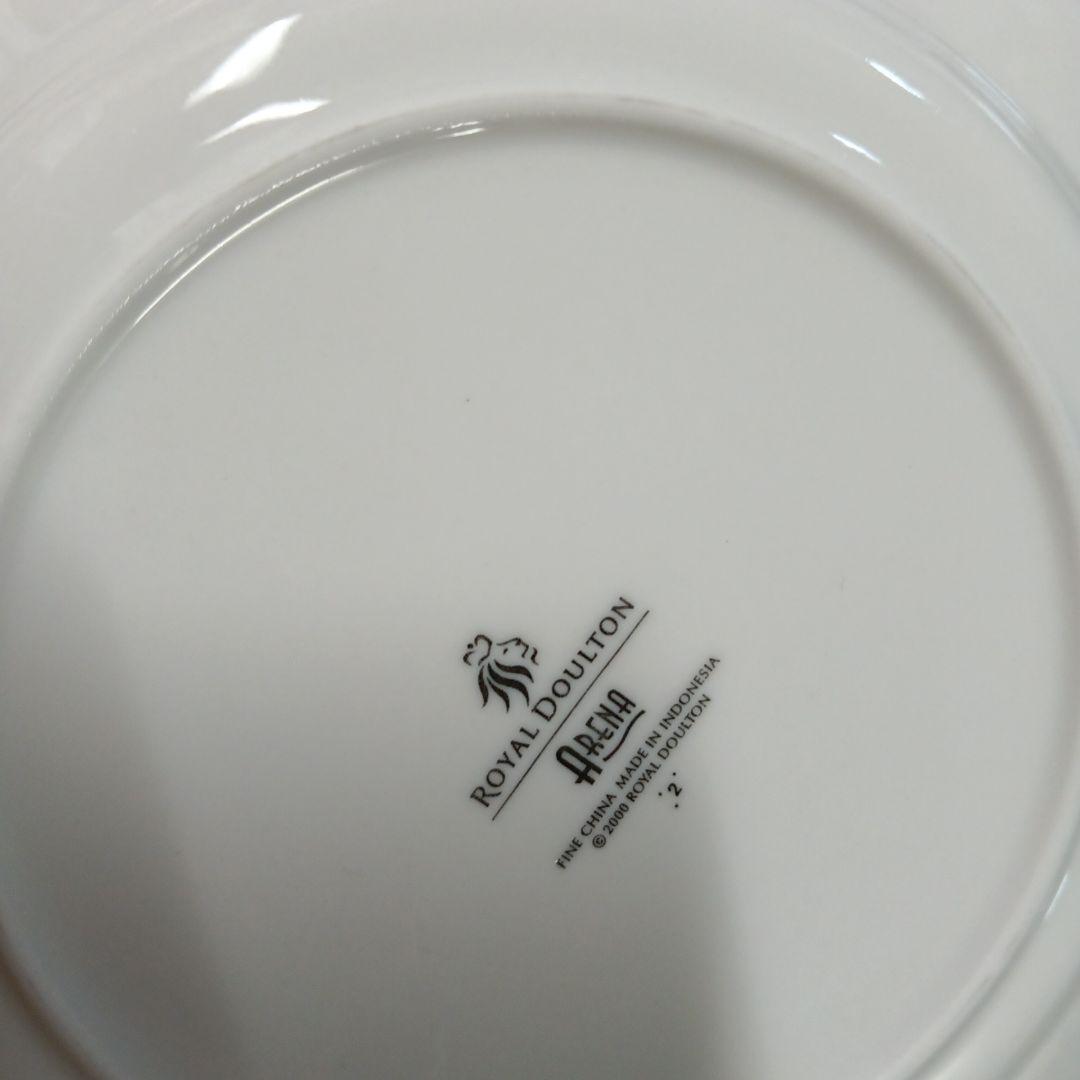 ROYAL DOULTON
ARENA
FINE CHINA MADE IN INDONESIA
© 2000 ROYAL DOULTON
2